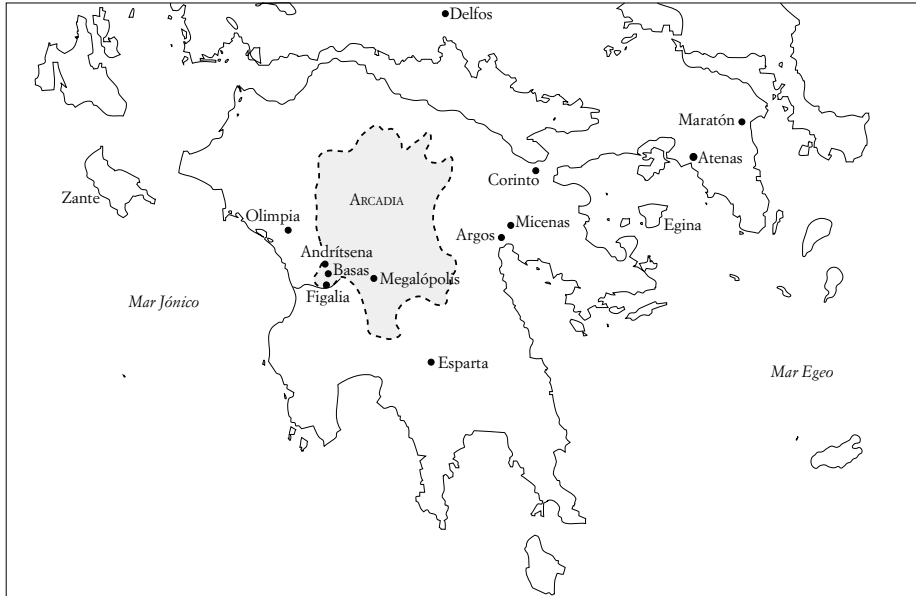 Delfos
Maratón
Atenas
Corinto
Zante
ARCADIA
Olimpia
Micenas
Egina
Argos
Andrítsena
Basas
Megalópolis
Figalia
Mar Jónico
Esparta
Mar Egeo